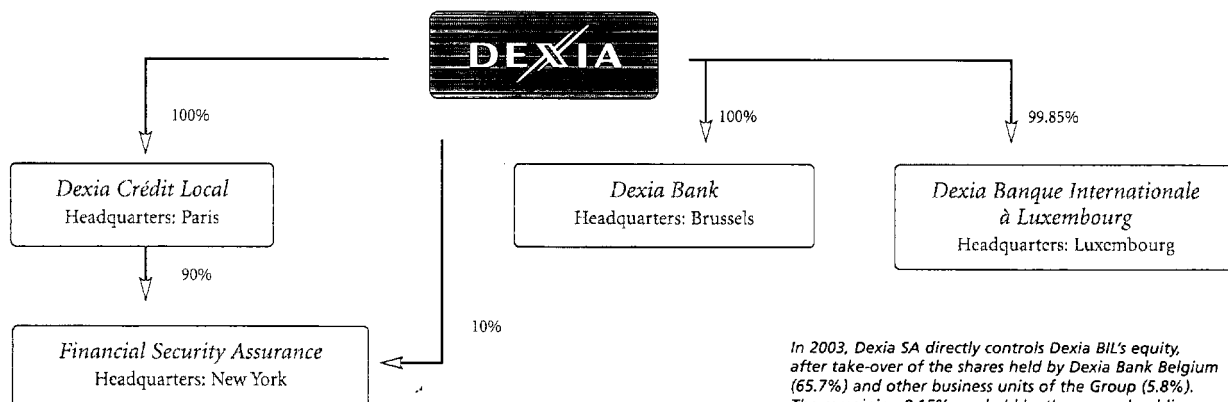 DEXIA
100%
100%
99.85%
Dexia Crédit Local
Headquarters: Paris
Dexia Bank
Headquarters: Brussels
Dexia Banque Internationale
à Luxembourg
Headquarters: Luxembourg
90%
10%
Financial Security Assurance
Headquarters: New York
In 2003, Dexia SA directly controls Dexia BIL's equity,
after take-over of the shares held by Dexia Bank Belgium
(65.7%) and other business units of the Group (5.8%).